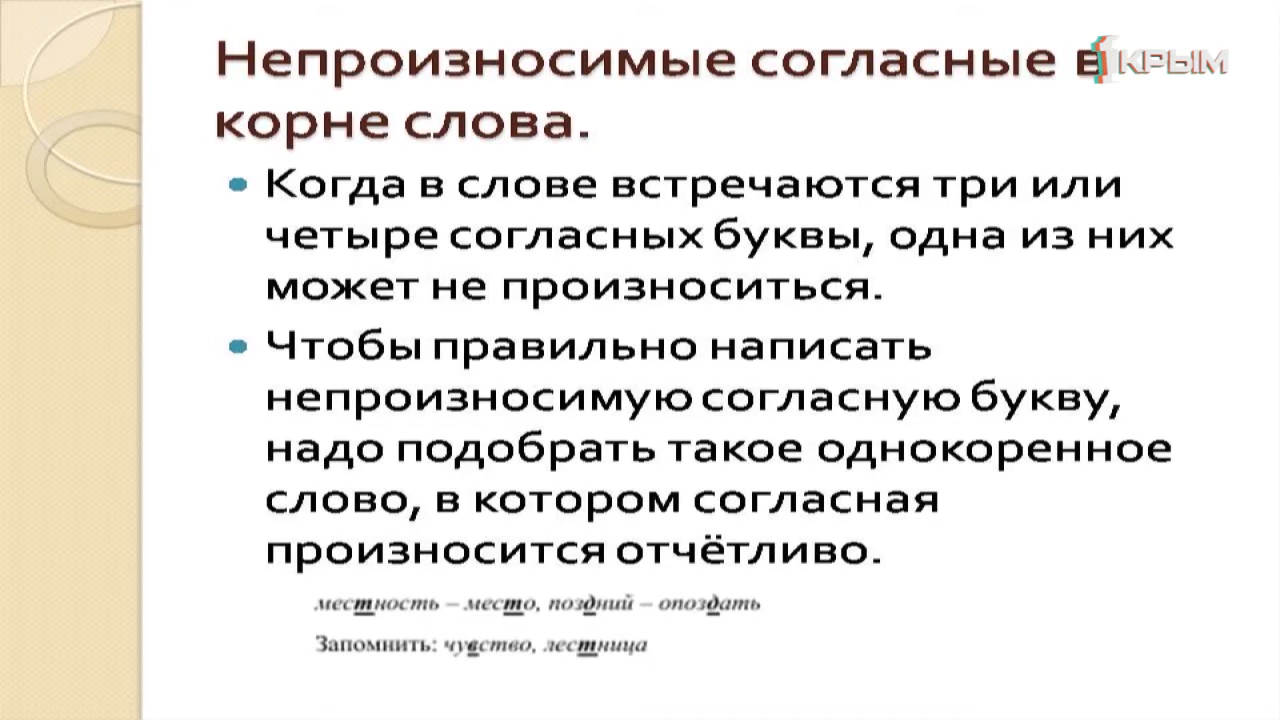 Непроизносимые согласные в
корне слова.
1 КРЫМ
• Когда в слове встречаются три или
четыре согласных буквы, одна из них
может не произноситься.
• Чтобы правильно написать
непроизносимую согласную букву,
надо подобрать такое однокоренное
слово, в котором согласная
произносится отчётливо.
местность – место, поздний – опоздать
Запомнить: чувство, лестница